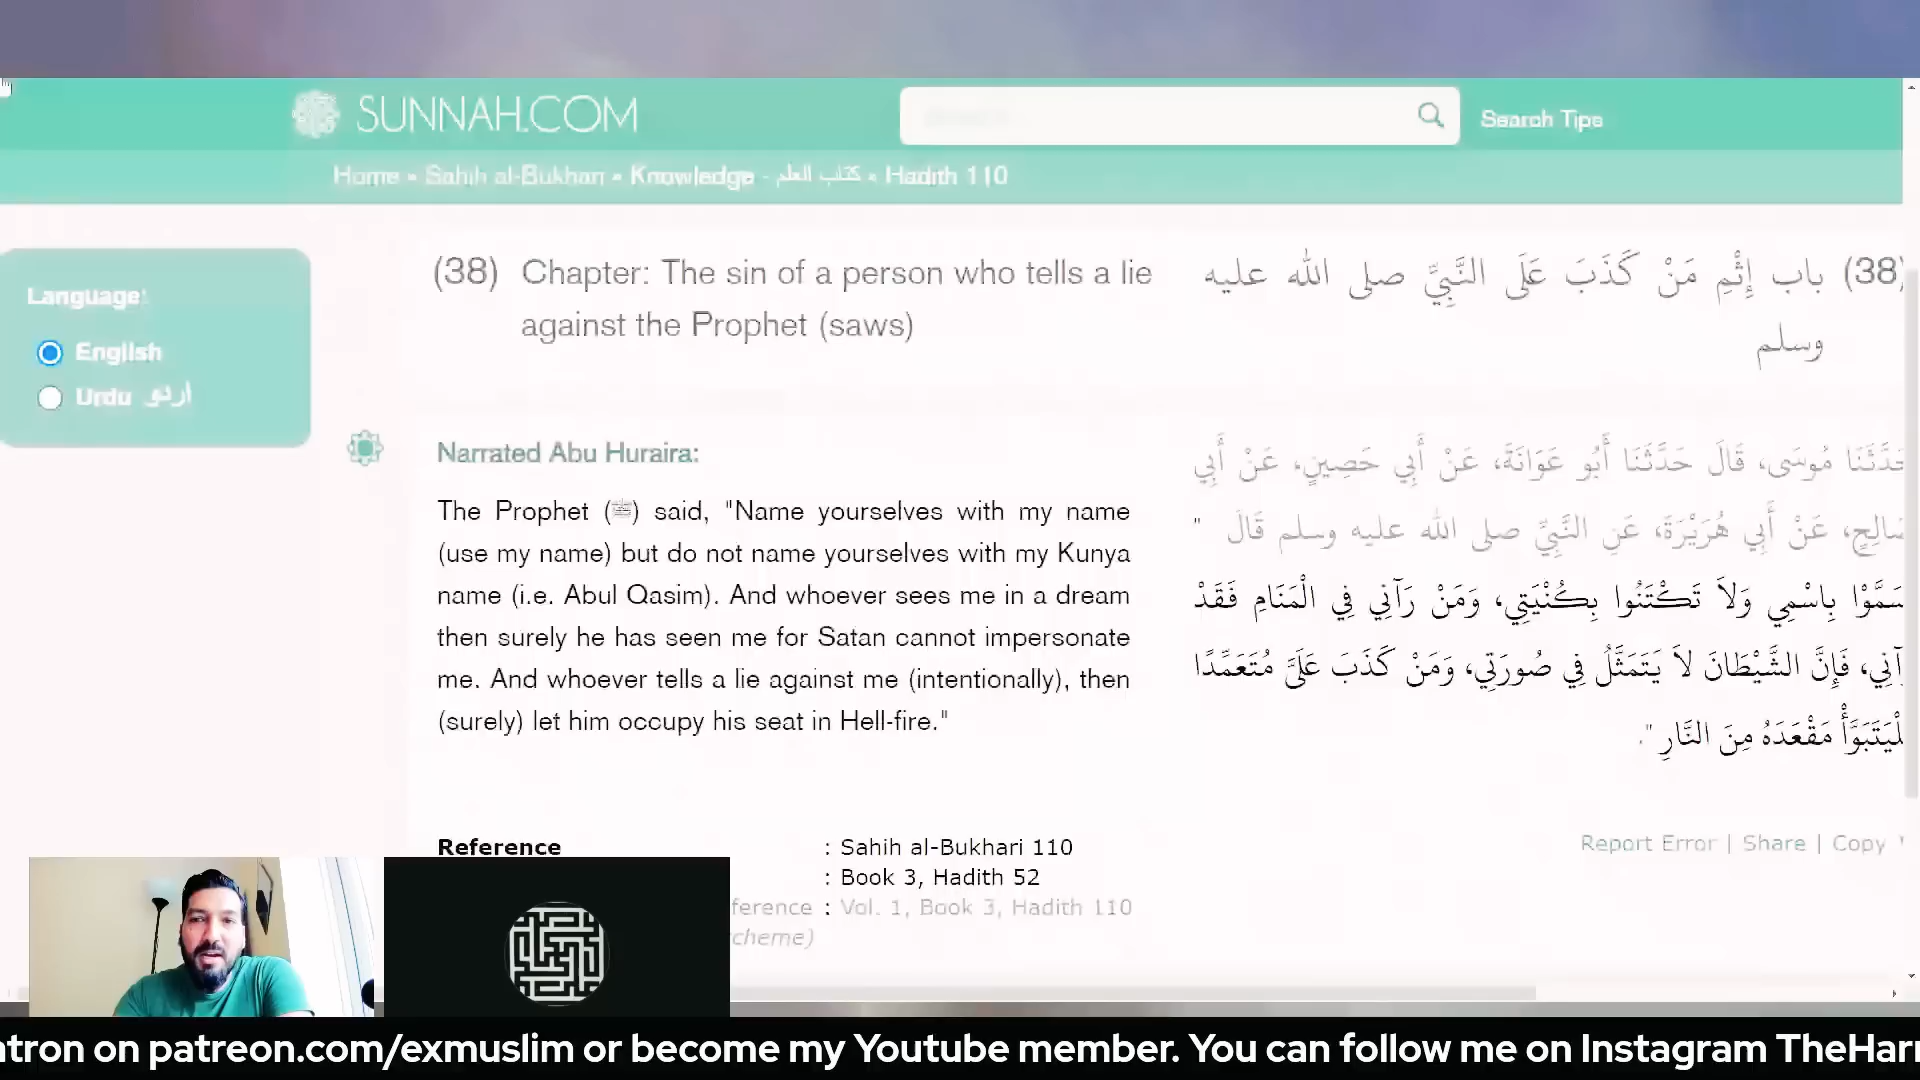 SUNNAH.COM
Search Tips
Home » Sahih al-Bukhari » Knowledge - كتاب العلم » Hadith 110
Language:
English
Urdu اردو
(38) Chapter: The sin of a person who tells a lie
against the Prophet (saws)
(38) باب إِثْمِ مَنْ كَذَبَ عَلَى النَّبِيِّ صلى الله عليه
وسلم
Narrated Abu Huraira:
The Prophet (ﷺ) said, "Name yourselves with my name
(use my name) but do not name yourselves with my Kunya
name (i.e. Abul Qasim). And whoever sees me in a dream
then surely he has seen me for Satan cannot impersonate
me. And whoever tells a lie against me (intentionally), then
(surely) let him occupy his seat in Hell-fire."
مُوسَى، قَالَ حَدَّثَنَا أَبُو عَوَانَةَ، عَنْ أَبِي حَصِينٍ، عَنْ أَبِي
عَنْ أَبِي هُرَيْرَةَ، عَنِ النَّبِيِّ صلى الله عليه وسلم قَالَ "
بِاسْمِي وَلاَ تَكْتَنُوا بِكُنْيَتِي، وَمَنْ رَآنِي فِي الْمَنَامِ فَقَدْ
فَإِنَّ الشَّيْطَانَ لاَ يَتَمَثَّلُ فِي صُورَتِي، وَمَنْ كَذَبَ عَلَىَّ مُتَعَمِّدًا
مَقْعَدَهُ مِنَ النَّارِ ".
Reference : Sahih al-Bukhari 110
: Book 3, Hadith 52
ference : Vol. 1, Book 3, Hadith 110
cheme)
Report Error | Share | Copy
atron on patreon.com/exmuslim or become my Youtube member. You can follow me on Instagram TheHarr